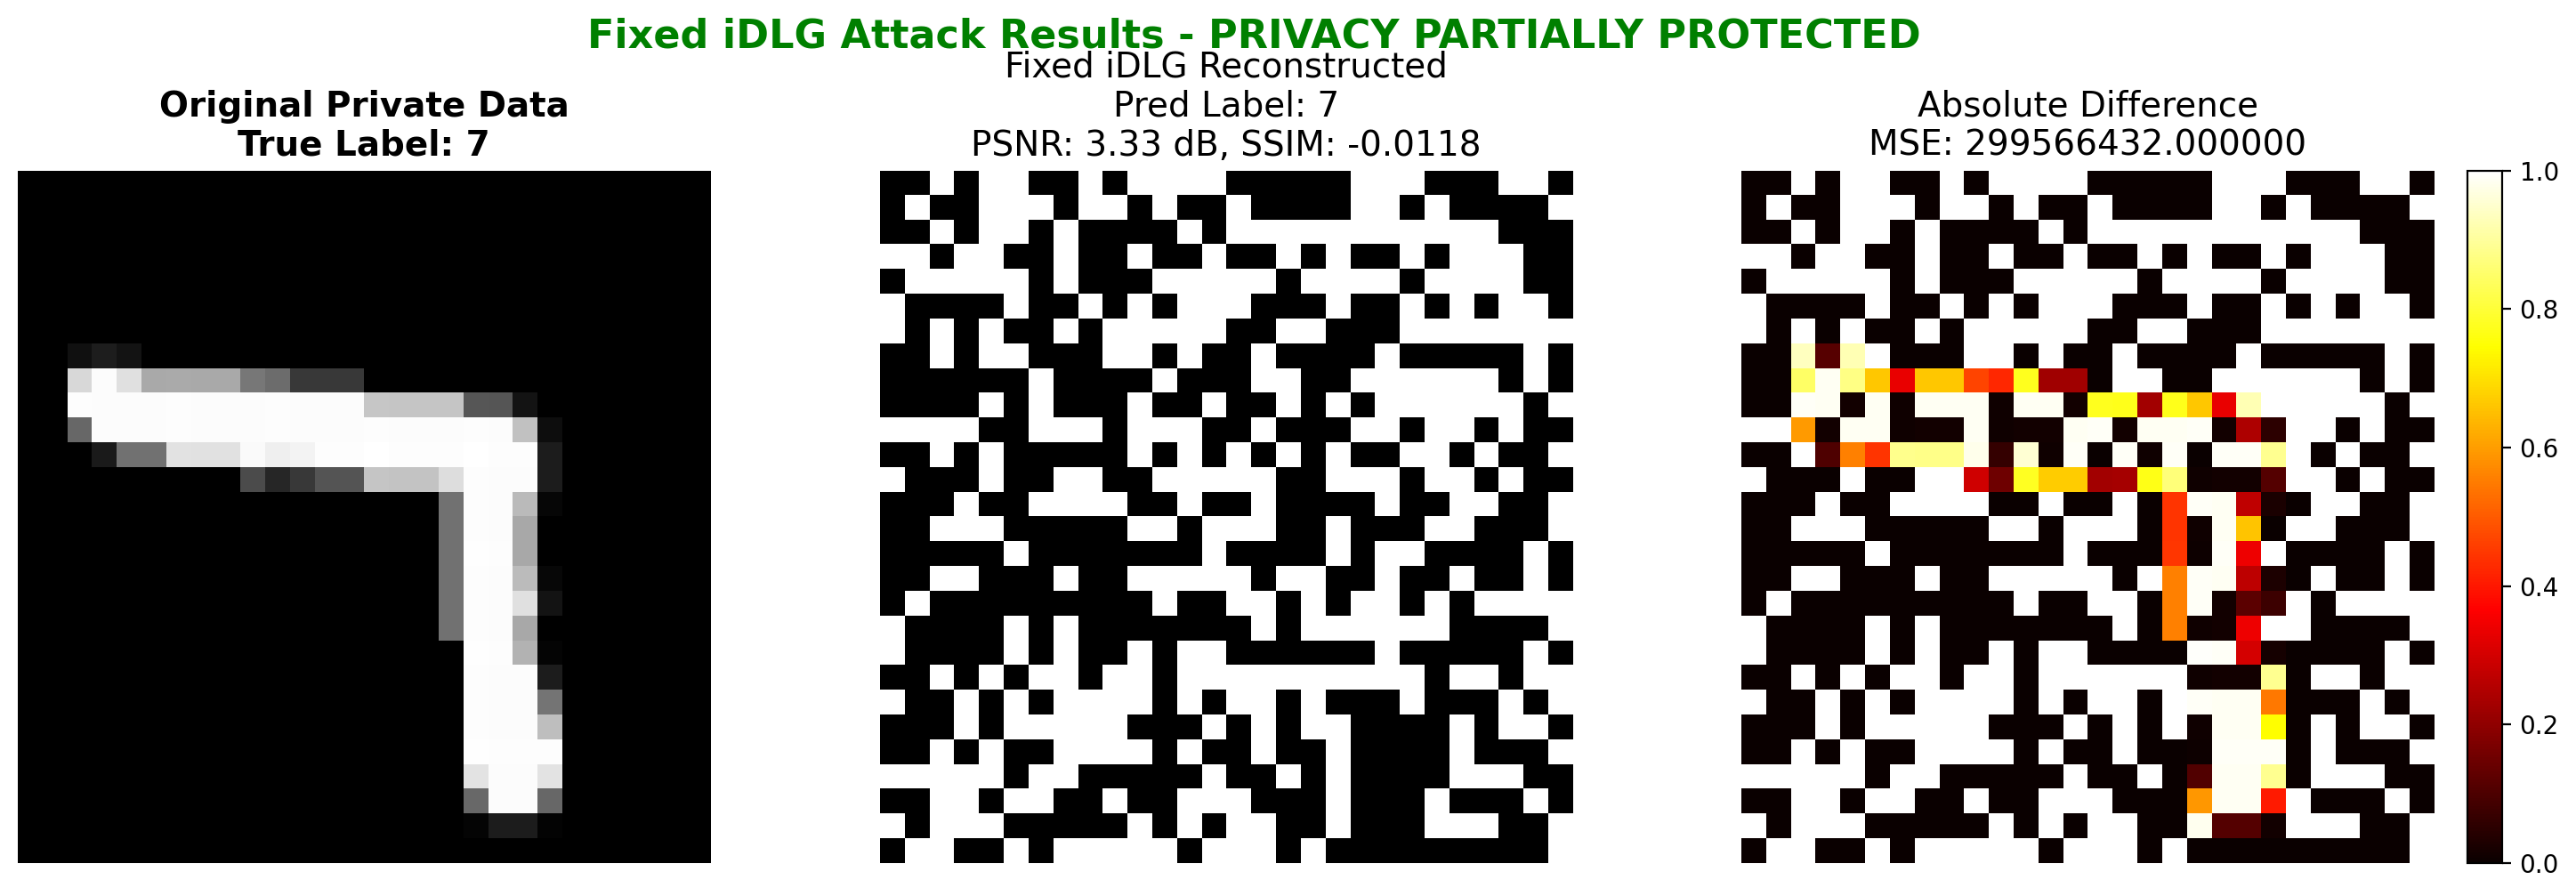 Fixed iDLG Attack Results - PRIVACY PARTIALLY PROTECTED
Original Private Data
True Label: 7
Fixed iDLG Reconstructed
Pred Label: 7
PSNR: 3.33 dB, SSIM: -0.0118
Absolute Difference
MSE: 299566432.000000
1.0
0.8
0.6
0.4
0.2
0.0